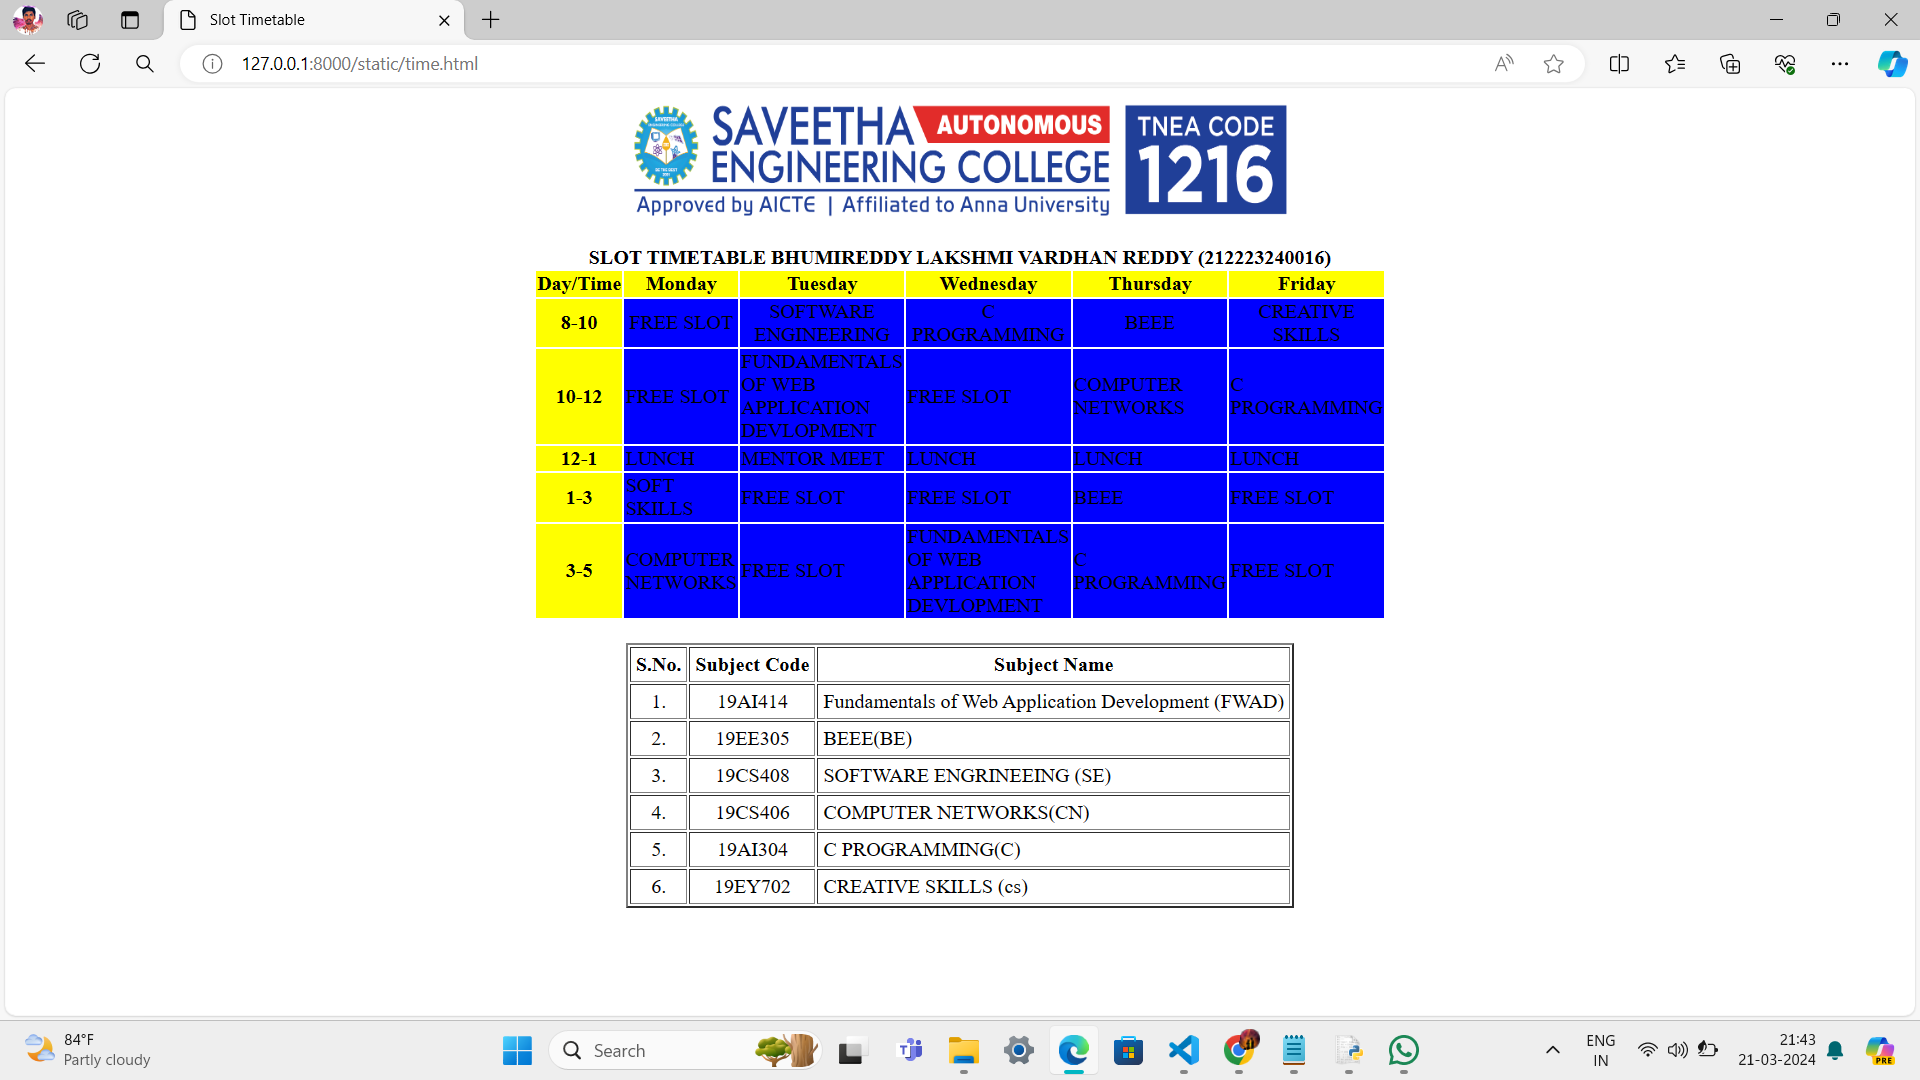 Slot Timetable
127.0.0.1:8000/static/time.html
SAVEETHA AUTONOMOUS
ENGINEERING COLLEGE
Approved by AICTE | Affiliated to Anna University
TNEA CODE
1216
SLOT TIMETABLE BHUMIREDDY LAKSHMI VARDHAN REDDY (212223240016)
Day/Time Monday Tuesday Wednesday Thursday Friday
8-10 FREE SLOT SOFTWARE ENGINEERING C PROGRAMMING BEEE CREATIVE SKILLS
10-12 FREE SLOT FUNDAMENTALS OF WEB APPLICATION DEVLOPMENT FREE SLOT COMPUTER NETWORKS C PROGRAMMING
12-1 LUNCH MENTOR MEET LUNCH LUNCH LUNCH
1-3 SOFT SKILLS FREE SLOT FREE SLOT BEEE FREE SLOT
3-5 COMPUTER NETWORKS FREE SLOT FUNDAMENTALS OF WEB APPLICATION DEVLOPMENT C PROGRAMMING FREE SLOT
S.No. Subject Code Subject Name
1. 19AI414 Fundamentals of Web Application Development (FWAD)
2. 19EE305 BEEE(BE)
3. 19CS408 SOFTWARE ENGRINEEING (SE)
4. 19CS406 COMPUTER NETWORKS(CN)
5. 19AI304 C PROGRAMMING(C)
6. 19EY702 CREATIVE SKILLS (cs)
84°F
Partly cloudy
Search
ENG
IN
21:43
21-03-2024
PRE